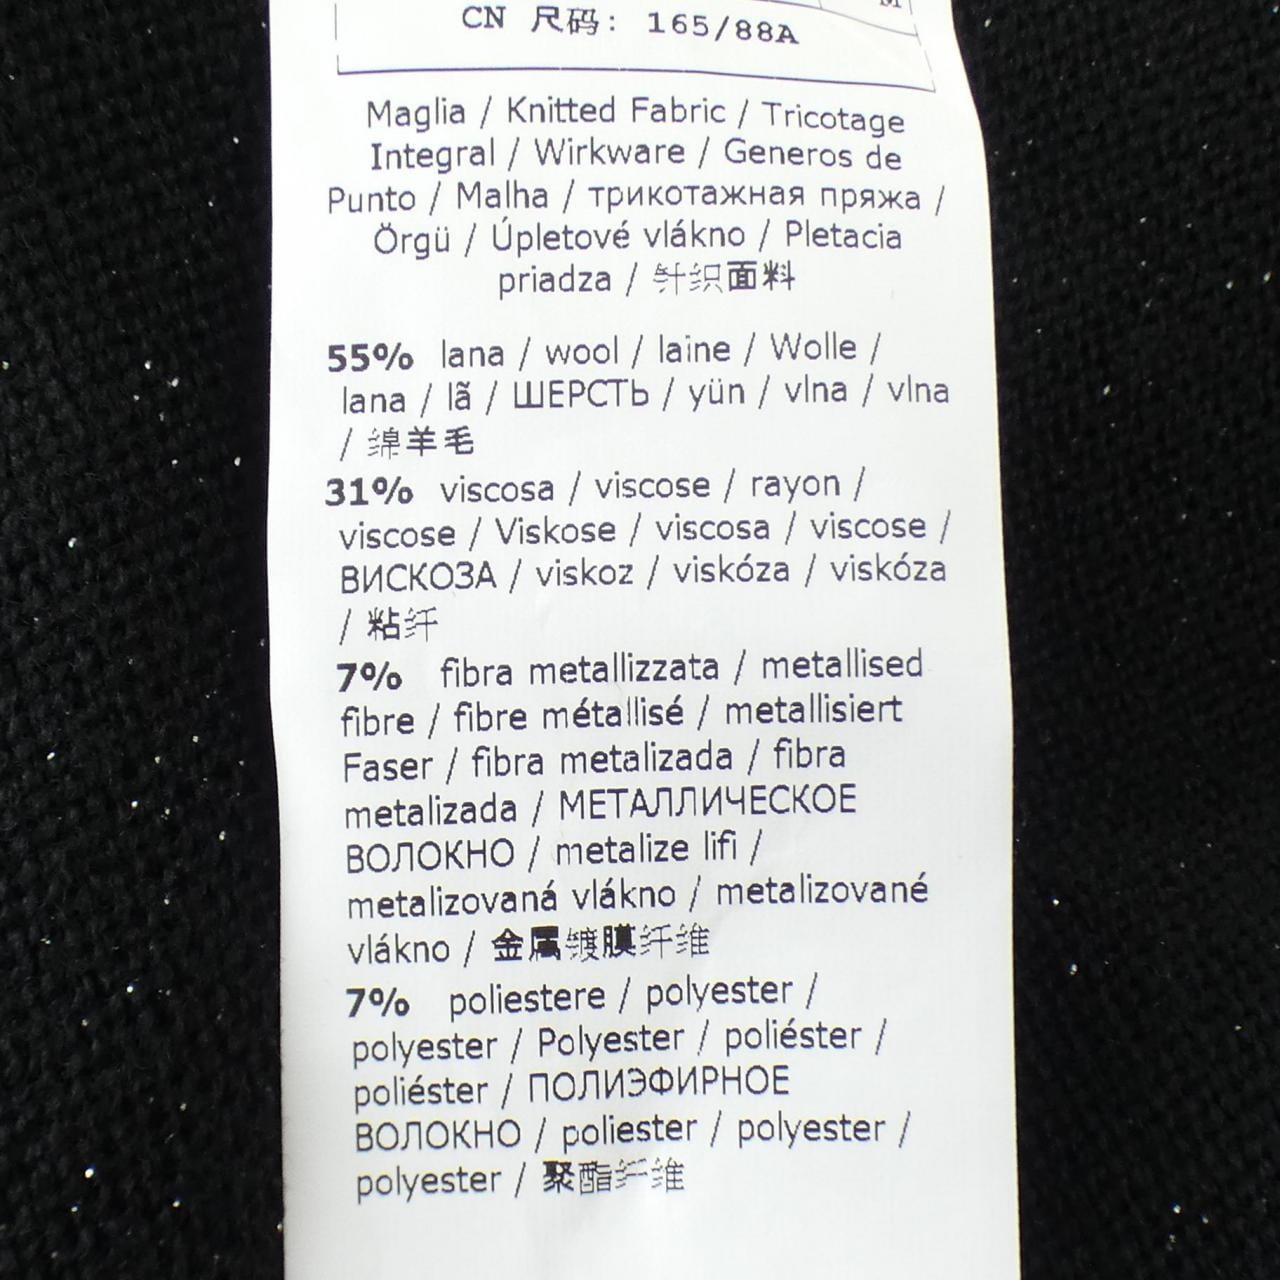 M
CN 尺码: 165/88A
Maglia / Knitted Fabric / Tricotage
Integral / Wirkware / Generos de
Punto / Malha / трикотажная пряжа /
Örgü / Úpletové vlákno / Pletacia
priadza / 针织面料
55% lana / wool / laine / Wolle /
lana / lã / ШЕРСТЬ / yün / vlna / vlna
/ 绵羊毛
31% viscosa / viscose / rayon /
viscose / Viskose / viscosa / viscose /
ВИСКОЗА / viskoz / viskóza / viskóza
/ 粘纤
7% fibra metallizzata / metallised
fibre / fibre métallisé / metallisiert
Faser / fibra metalizada / fibra
metalizada / МЕТАЛЛИЧЕСКОЕ
ВОЛОКНО / metalize lifi /
metalizovaná vlákno / metalizované
vlákno / 金属镀膜纤维
7% poliestere / polyester /
polyester / Polyester / poliéster /
poliéster / ПОЛИЭФИРНОЕ
ВОЛОКНО / poliester / polyester /
polyester / 聚酯纤维